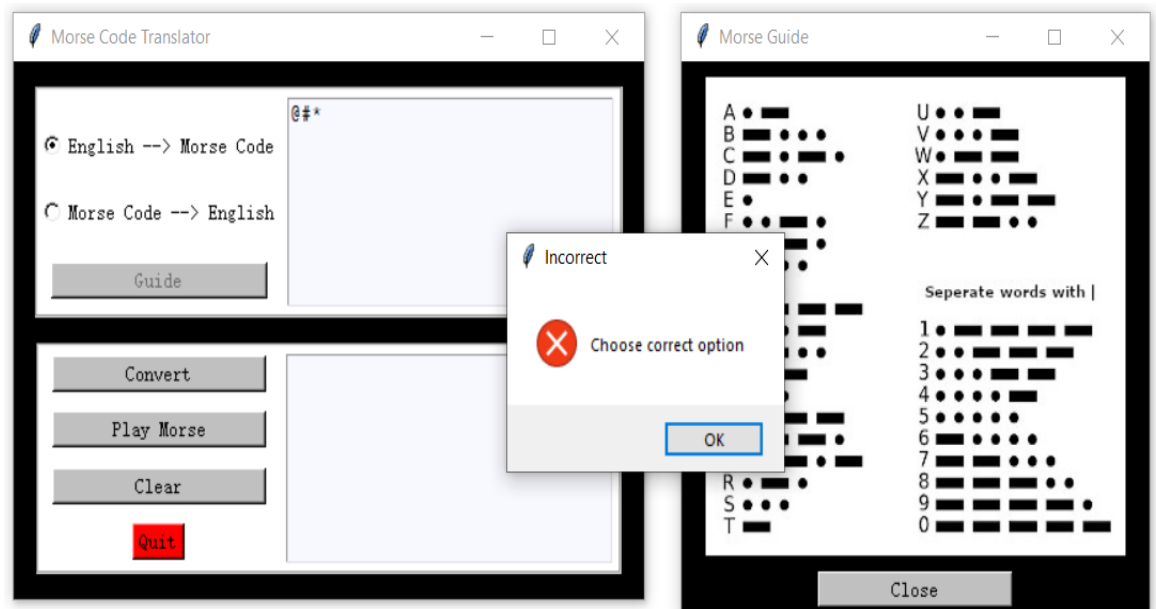 Morse Code Translator
@#*
English --> Morse Code
Morse Code --> English
Guide
Convert
Play Morse
Clear
Quit
Incorrect
Choose correct option
OK
Morse Guide
A
B
C
D
E
F
R
S
T
U
V
W
X
Y
Z
Seperate words with |
1
2
3
4
5
6
7
8
9
0
Close